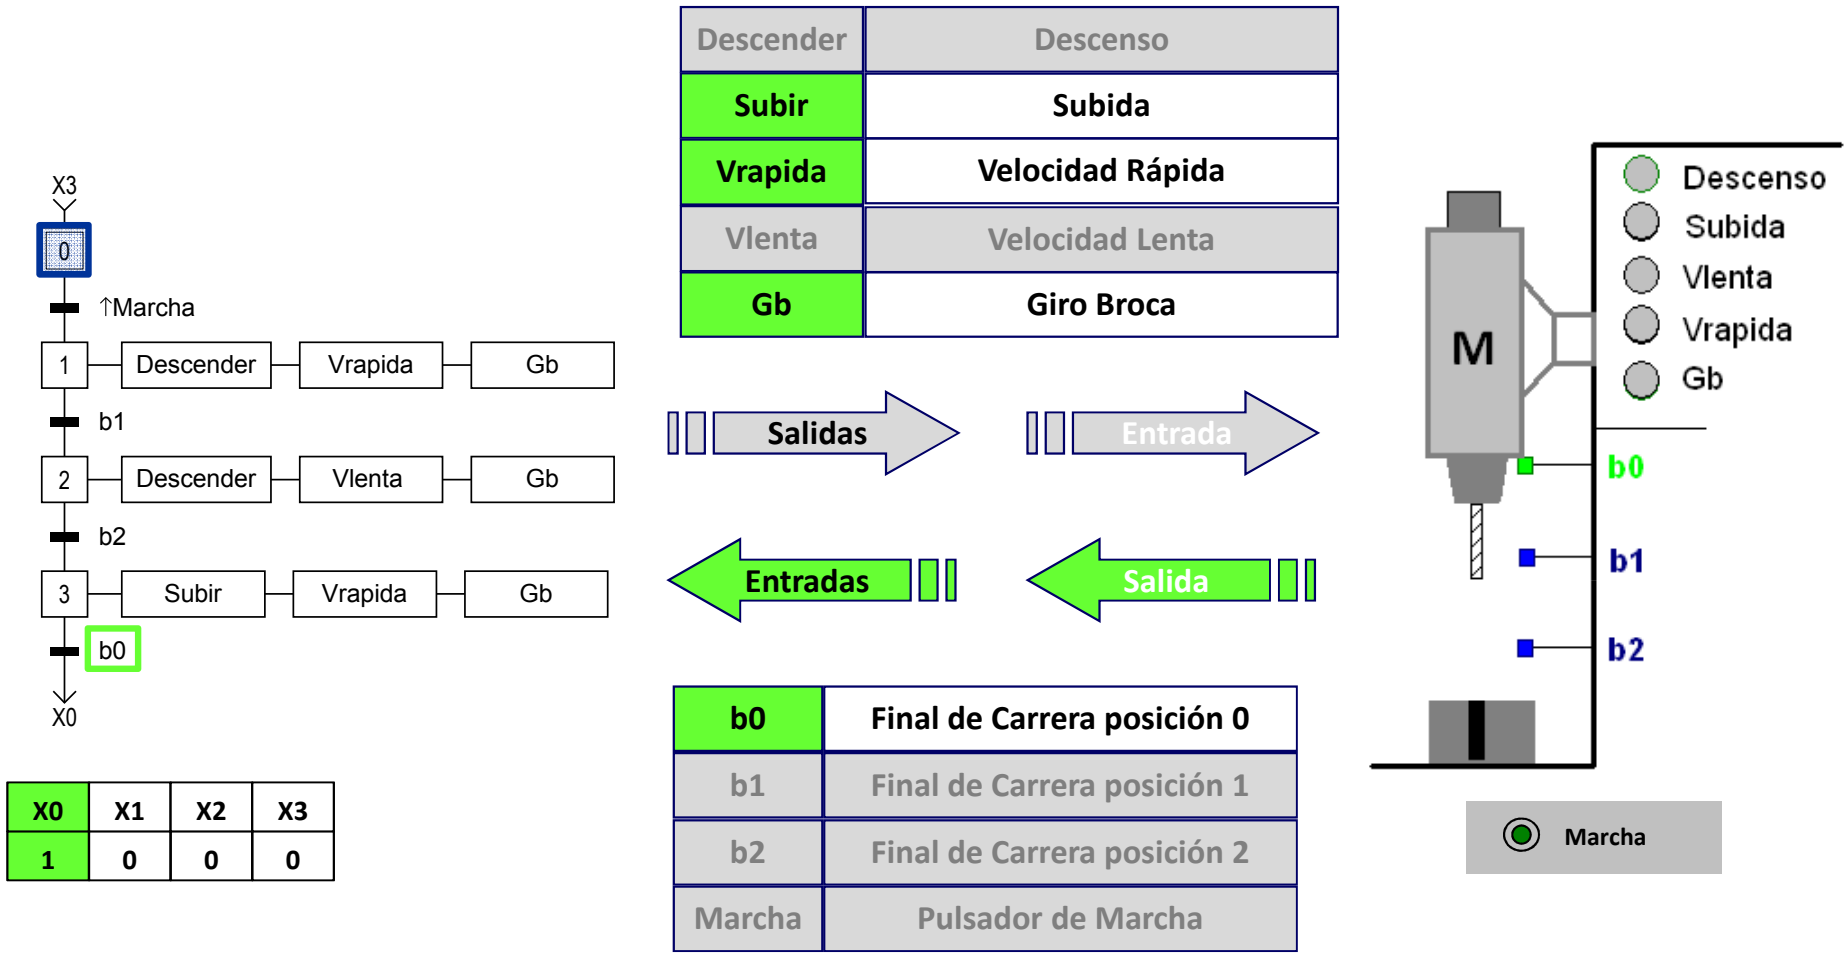 X3
0
↑Marcha
1 Descender Vrapida Gb
b1
2 Descender Vlenta Gb
b2
3 Subir Vrapida Gb
b0
X0
X0 X1 X2 X3
1 0 0 0
Descender Descenso
Subir Subida
Vrapida Velocidad Rápida
Vlenta Velocidad Lenta
Gb Giro Broca
Salidas Entrada
Entradas Salida
b0 Final de Carrera posición 0
b1 Final de Carrera posición 1
b2 Final de Carrera posición 2
Marcha Pulsador de Marcha
M
Descenso
Subida
Vlenta
Vrapida
Gb
b0
b1
b2
Marcha